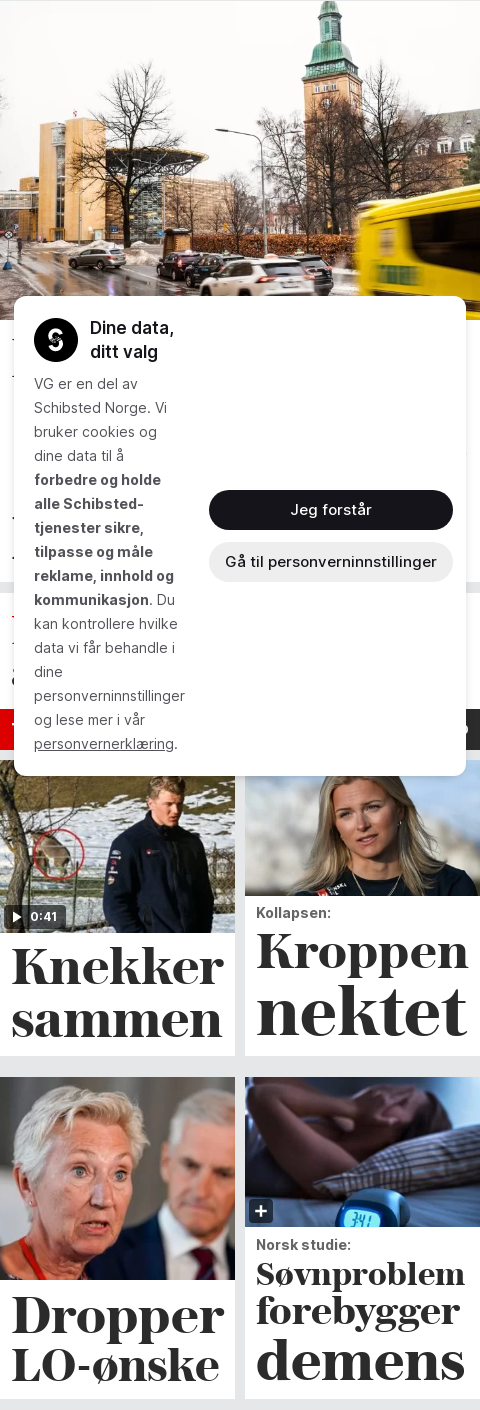 Dine data,
ditt valg
VG er en del av
Schibsted Norge. Vi
bruker cookies og
dine data til å
forbedre og holde
alle Schibsted-
tjenester sikre,
tilpasse og måle
reklame, innhold og
kommunikasjon. Du
kan kontrollere hvilke
data vi får behandle i
dine
personverninnstillinger
og lese mer i vår
personvernerklæring.
Jeg forstår
Gå til personverninnstillinger
0:41
Knekker
sammen
Kollapsen:
Kroppen
nektet
Dropper
LO-ønske
3:41
Norsk studie:
Søvnproblem
forebygger
demens